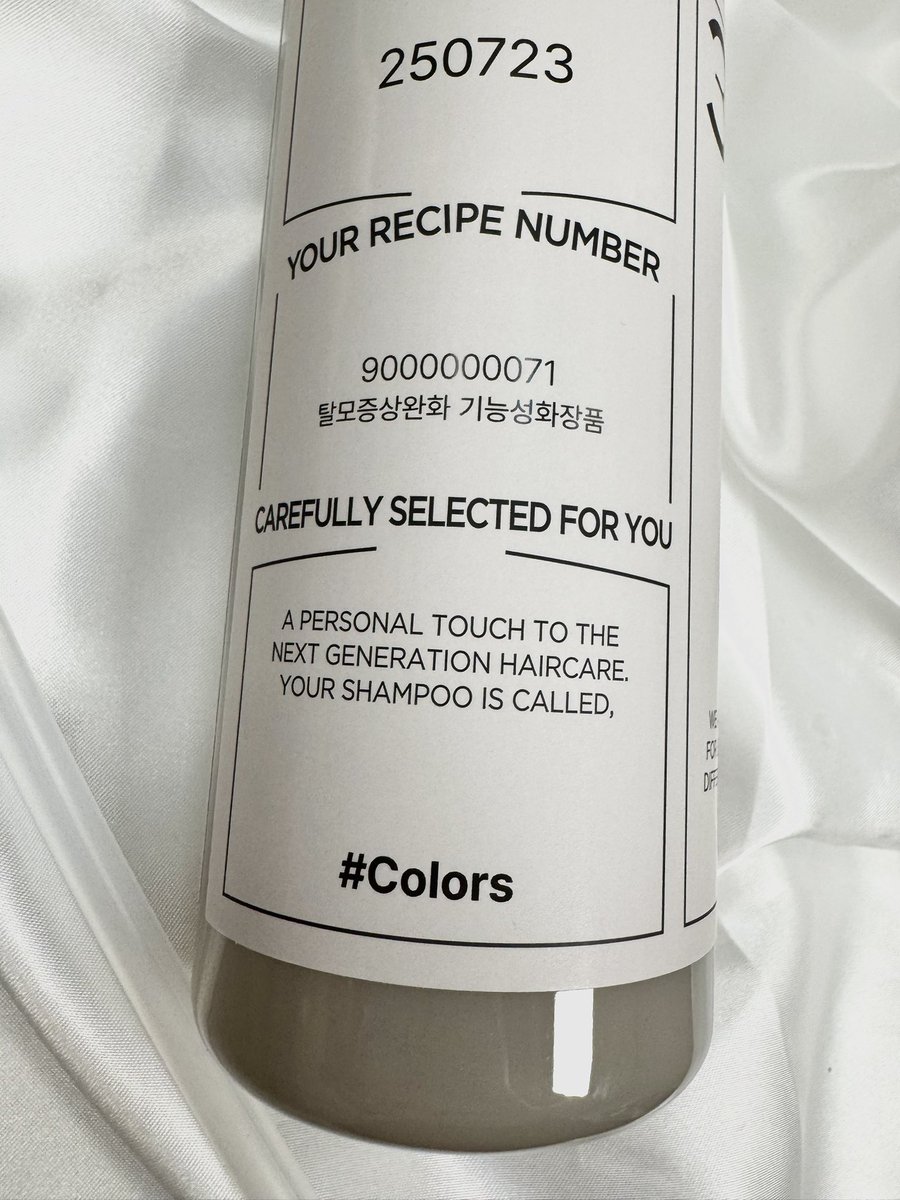 250723
YOUR RECIPE NUMBER
9000000071
탈모증상완화 기능성화장품
CAREFULLY SELECTED FOR YOU
A PERSONAL TOUCH TO THE
NEXT GENERATION HAIRCARE.
YOUR SHAMPOO IS CALLED,
#Colors